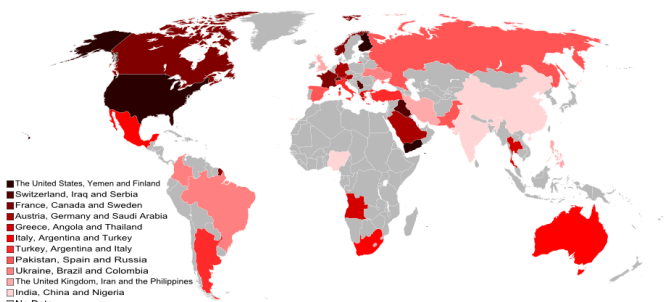 The United States, Yemen and Finland
Switzerland, Iraq and Serbia
France, Canada and Sweden
Austria, Germany and Saudi Arabia
Greece, Angola and Thailand
Italy, Argentina and Turkey
Turkey, Argentina and Italy
Pakistan, Spain and Russia
Ukraine, Brazil and Colombia
The United Kingdom, Iran and the Philippines
India, China and Nigeria
No Data